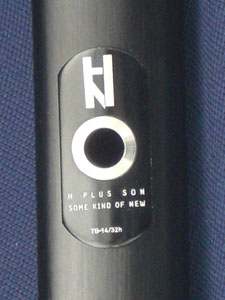 H
N
H PLUS SON
SOME KIND OF NEW
TB-14/32h